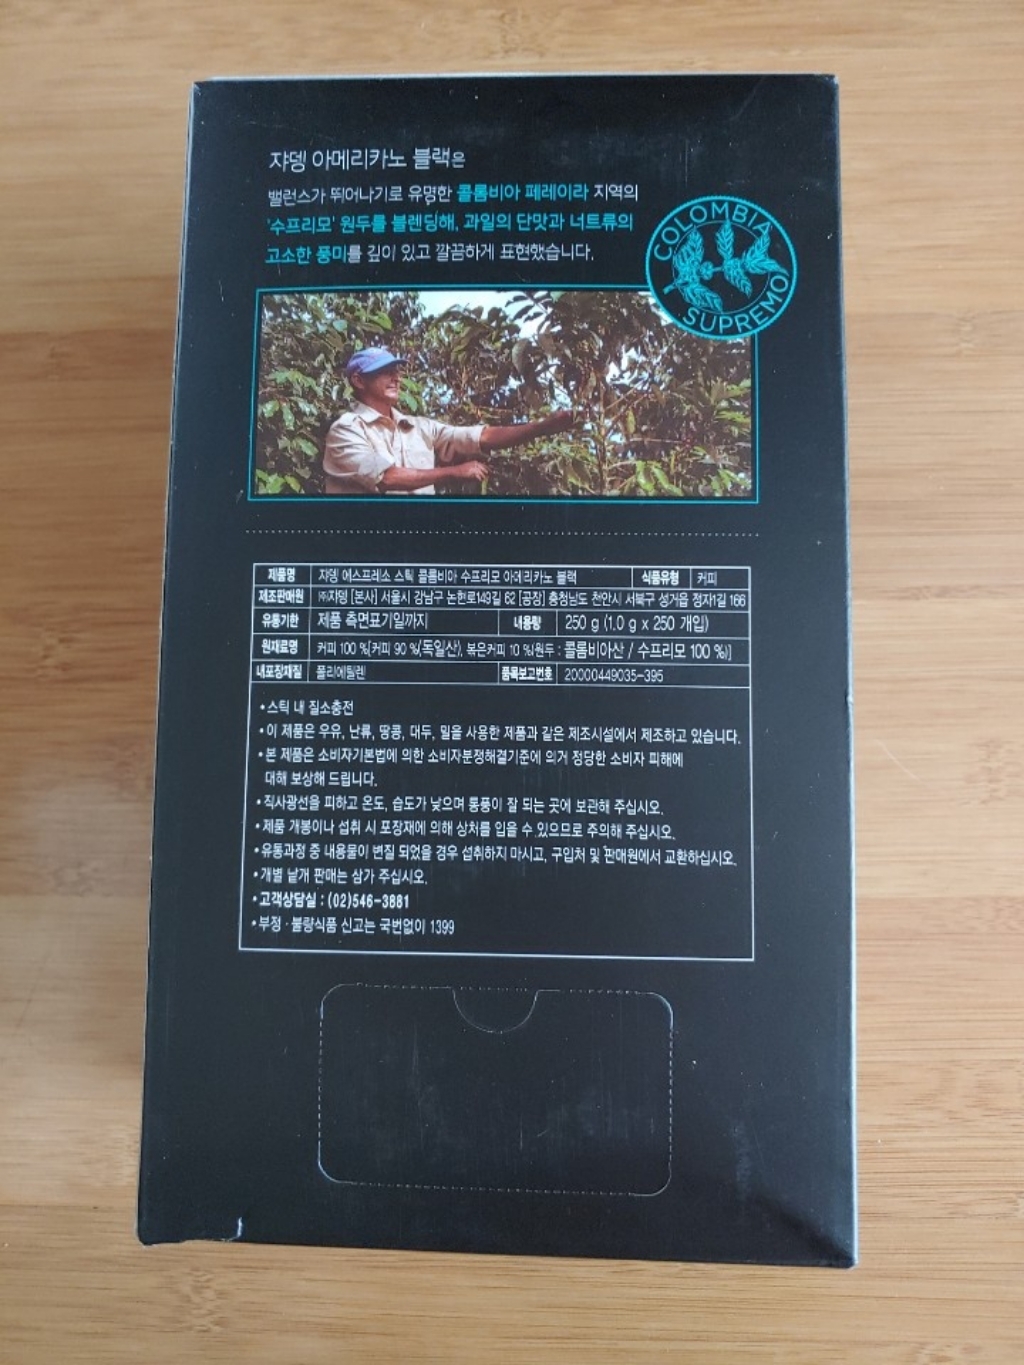 쟈뎅 아메리카노 블랙은
밸런스가 뛰어나기로 유명한 콜롬비아 페레이라 지역의
'수프리모' 원두를 블렌딩해, 과일의 단맛과 너트류의
고소한 풍미를 깊이 있고 깔끔하게 표현했습니다.
COLOMBIA
SUPREMO
제품명 쟈뎅 에스프레소 스틱 콜롬비아 수프리모 아메리카노 블랙 식품유형 커피
제조판매원 ㈜쟈뎅 [본사] 서울시 강남구 논현로149길 62 [공장] 충청남도 천안시 서북구 성거읍 정자1길 166
유통기한 제품 측면표기일까지 내용량 250 g (1.0 g x 250 개입)
원재료명 커피 100 %[커피 90 %(독일산), 볶은커피 10 %(원두 : 콜롬비아산 / 수프리모 100 %)]
내포장재질 폴리에틸렌 품목보고번호 20000449035-395
• 스틱 내 질소충전
• 이 제품은 우유, 난류, 땅콩, 대두, 밀을 사용한 제품과 같은 제조시설에서 제조하고 있습니다.
• 본 제품은 소비자기본법에 의한 소비자분쟁해결기준에 의거 정당한 소비자 피해에
대해 보상해 드립니다.
• 직사광선을 피하고 온도, 습도가 낮으며 통풍이 잘 되는 곳에 보관해 주십시오.
• 제품 개봉이나 섭취 시 포장재에 의해 상처를 입을 수 있으므로 주의해 주십시오.
• 유통과정 중 내용물이 변질 되었을 경우 섭취하지 마시고, 구입처 및 판매원에서 교환하십시오.
• 개별 낱개 판매는 삼가 주십시오.
• 고객상담실 : (02)546-3881
• 부정 · 불량식품 신고는 국번없이 1399